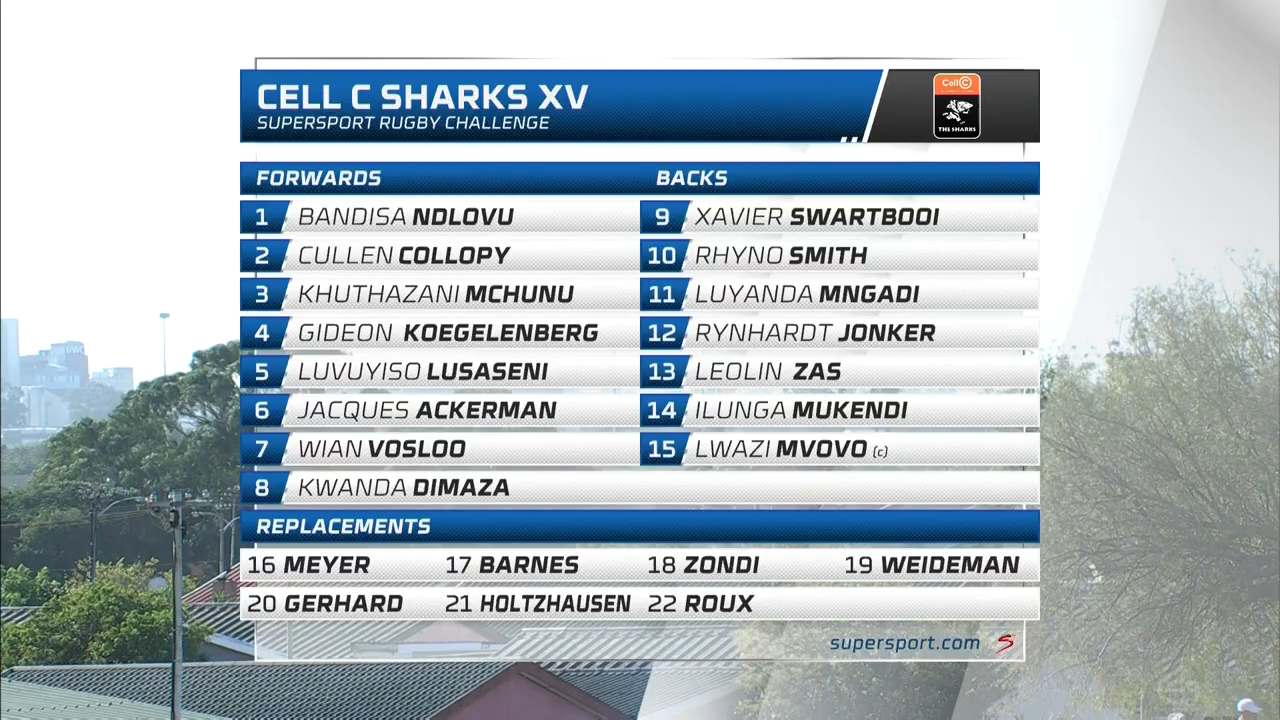 CELL C SHARKS XV
SUPERSPORT RUGBY CHALLENGE
Cell C
THE SHARKS
FORWARDS
1 BANDISA NDLOVU
2 CULLEN COLLOPY
3 KHUTHAZANI MCHUNU
4 GIDEON KOEGELENBERG
5 LUVUYISO LUSASENI
6 JACQUES ACKERMAN
7 WIAN VOSLOO
8 KWANDA DIMAZA
BACKS
9 XAVIER SWARTBOOI
10 RHYNO SMITH
11 LUYANDA MNGADI
12 RYNHARDT JONKER
13 LEOLIN ZAS
14 ILUNGA MUKENDI
15 LWAZI MVOVO (c)
REPLACEMENTS
16 MEYER 17 BARNES 18 ZONDI 19 WEIDEMAN
20 GERHARD 21 HOLTZHAUSEN 22 ROUX
supersport.com S